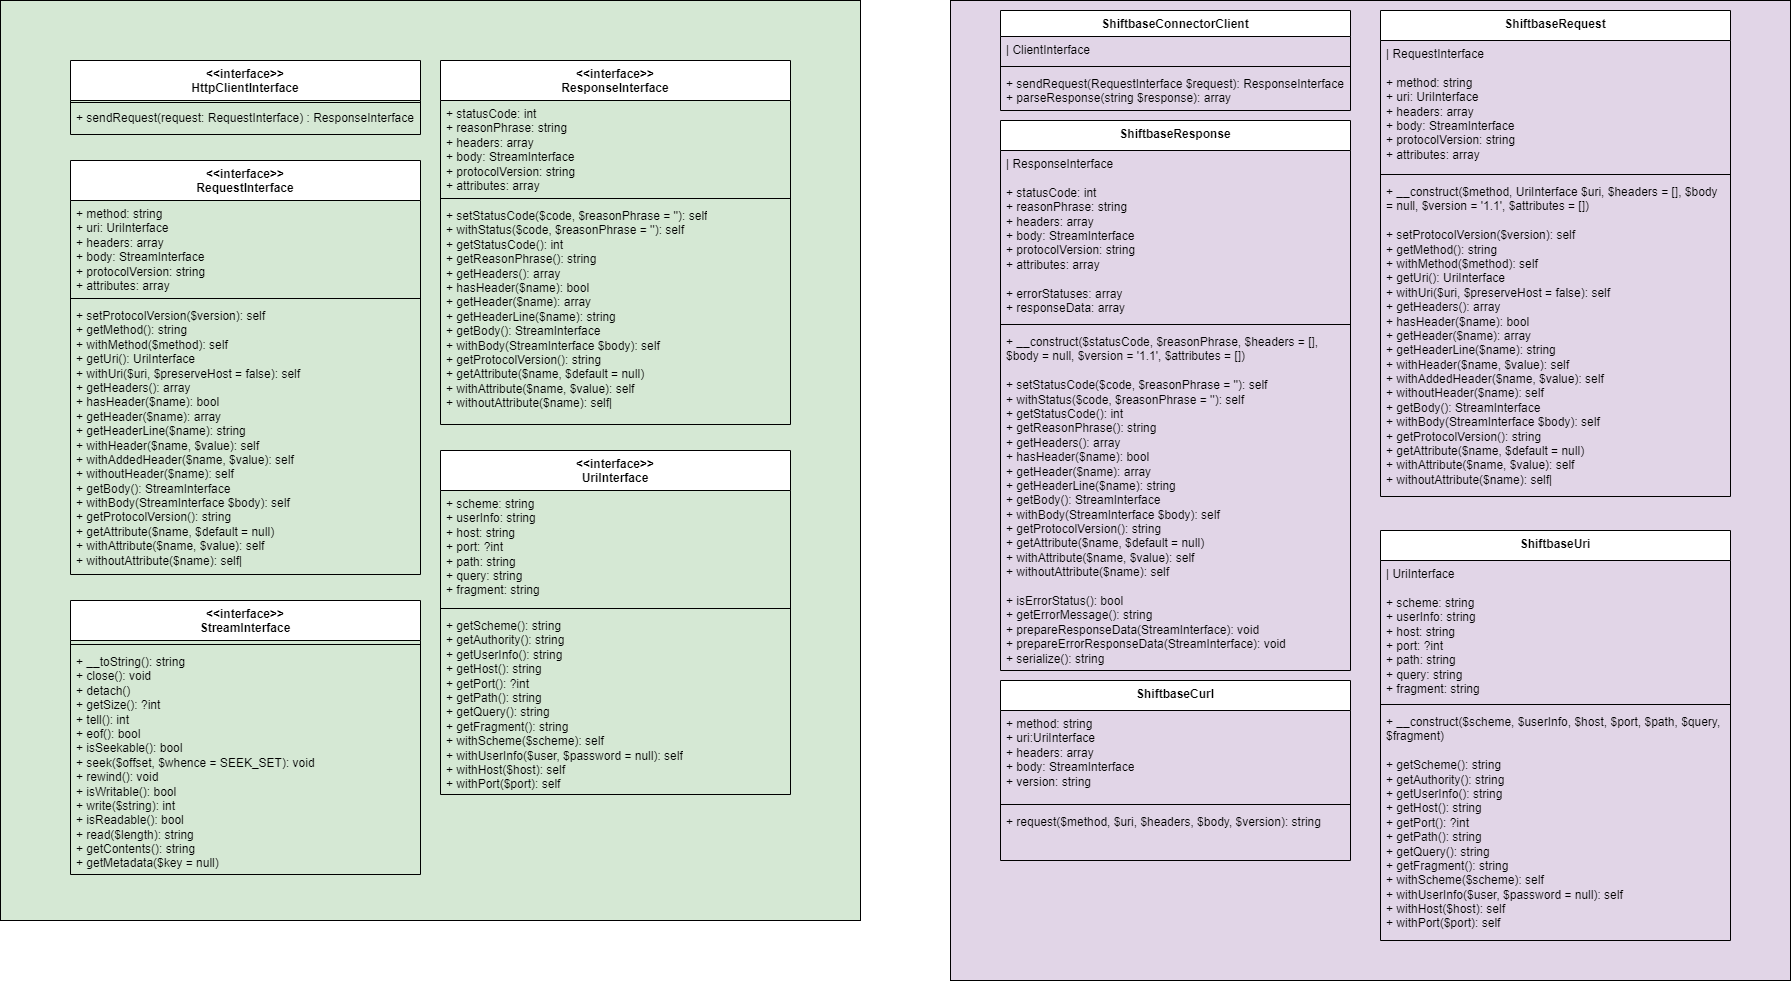 <<interface>>
HttpClientInterface
+ sendRequest(request: RequestInterface) : ResponseInterface
<<interface>>
RequestInterface
+ method: string
+ uri: UriInterface
+ headers: array
+ body: StreamInterface
+ protocolVersion: string
+ attributes: array
+ setProtocolVersion($version): self
+ getMethod(): string
+ withMethod($method): self
+ getUri(): UriInterface
+ withUri($uri, $preserveHost = false): self
+ getHeaders(): array
+ hasHeader($name): bool
+ getHeader($name): array
+ getHeaderLine($name): string
+ withHeader($name, $value): self
+ withAddedHeader($name, $value): self
+ withoutHeader($name): self
+ getBody(): StreamInterface
+ withBody(StreamInterface $body): self
+ getProtocolVersion(): string
+ getAttribute($name, $default = null)
+ withAttribute($name, $value): self
+ withoutAttribute($name): self|
<<interface>>
StreamInterface
+ __toString(): string
+ close(): void
+ detach()
+ getSize(): ?int
+ tell(): int
+ eof(): bool
+ isSeekable(): bool
+ seek($offset, $whence = SEEK_SET): void
+ rewind(): void
+ isWritable(): bool
+ write($string): int
+ isReadable(): bool
+ read($length): string
+ getContents(): string
+ getMetadata($key = null)
<<interface>>
ResponseInterface
+ statusCode: int
+ reasonPhrase: string
+ headers: array
+ body: StreamInterface
+ protocolVersion: string
+ attributes: array
+ setStatusCode($code, $reasonPhrase = ''): self
+ withStatus($code, $reasonPhrase = ''): self
+ getStatusCode(): int
+ getReasonPhrase(): string
+ getHeaders(): array
+ hasHeader($name): bool
+ getHeader($name): array
+ getHeaderLine($name): string
+ getBody(): StreamInterface
+ withBody(StreamInterface $body): self
+ getProtocolVersion(): string
+ getAttribute($name, $default = null)
+ withAttribute($name, $value): self
+ withoutAttribute($name): self|
<<interface>>
UriInterface
+ scheme: string
+ userInfo: string
+ host: string
+ port: ?int
+ path: string
+ query: string
+ fragment: string
+ getScheme(): string
+ getAuthority(): string
+ getUserInfo(): string
+ getHost(): string
+ getPort(): ?int
+ getPath(): string
+ getQuery(): string
+ getFragment(): string
+ withScheme($scheme): self
+ withUserInfo($user, $password = null): self
+ withHost($host): self
+ withPort($port): self
ShiftbaseConnectorClient
| ClientInterface
+ sendRequest(RequestInterface $request): ResponseInterface
+ parseResponse(string $response): array
ShiftbaseResponse
| ResponseInterface
+ statusCode: int
+ reasonPhrase: string
+ headers: array
+ body: StreamInterface
+ protocolVersion: string
+ attributes: array
+ errorStatuses: array
+ responseData: array
+ __construct($statusCode, $reasonPhrase, $headers = [],
$body = null, $version = '1.1', $attributes = [])
+ setStatusCode($code, $reasonPhrase = ''): self
+ withStatus($code, $reasonPhrase = ''): self
+ getStatusCode(): int
+ getReasonPhrase(): string
+ getHeaders(): array
+ hasHeader($name): bool
+ getHeader($name): array
+ getHeaderLine($name): string
+ getBody(): StreamInterface
+ withBody(StreamInterface $body): self
+ getProtocolVersion(): string
+ getAttribute($name, $default = null)
+ withAttribute($name, $value): self
+ withoutAttribute($name): self
+ isErrorStatus(): bool
+ getErrorMessage(): string
+ prepareResponseData(StreamInterface): void
+ prepareErrorResponseData(StreamInterface): void
+ serialize(): string
ShiftbaseCurl
+ method: string
+ uri:UriInterface
+ headers: array
+ body: StreamInterface
+ version: string
+ request($method, $uri, $headers, $body, $version): string
ShiftbaseRequest
| RequestInterface
+ method: string
+ uri: UriInterface
+ headers: array
+ body: StreamInterface
+ protocolVersion: string
+ attributes: array
+ __construct($method, UriInterface $uri, $headers = [], $body
= null, $version = '1.1', $attributes = [])
+ setProtocolVersion($version): self
+ getMethod(): string
+ withMethod($method): self
+ getUri(): UriInterface
+ withUri($uri, $preserveHost = false): self
+ getHeaders(): array
+ hasHeader($name): bool
+ getHeader($name): array
+ getHeaderLine($name): string
+ withHeader($name, $value): self
+ withAddedHeader($name, $value): self
+ withoutHeader($name): self
+ getBody(): StreamInterface
+ withBody(StreamInterface $body): self
+ getProtocolVersion(): string
+ getAttribute($name, $default = null)
+ withAttribute($name, $value): self
+ withoutAttribute($name): self|
ShiftbaseUri
| UriInterface
+ scheme: string
+ userInfo: string
+ host: string
+ port: ?int
+ path: string
+ query: string
+ fragment: string
+ __construct($scheme, $userInfo, $host, $port, $path, $query,
$fragment)
+ getScheme(): string
+ getAuthority(): string
+ getUserInfo(): string
+ getHost(): string
+ getPort(): ?int
+ getPath(): string
+ getQuery(): string
+ getFragment(): string
+ withScheme($scheme): self
+ withUserInfo($user, $password = null): self
+ withHost($host): self
+ withPort($port): self